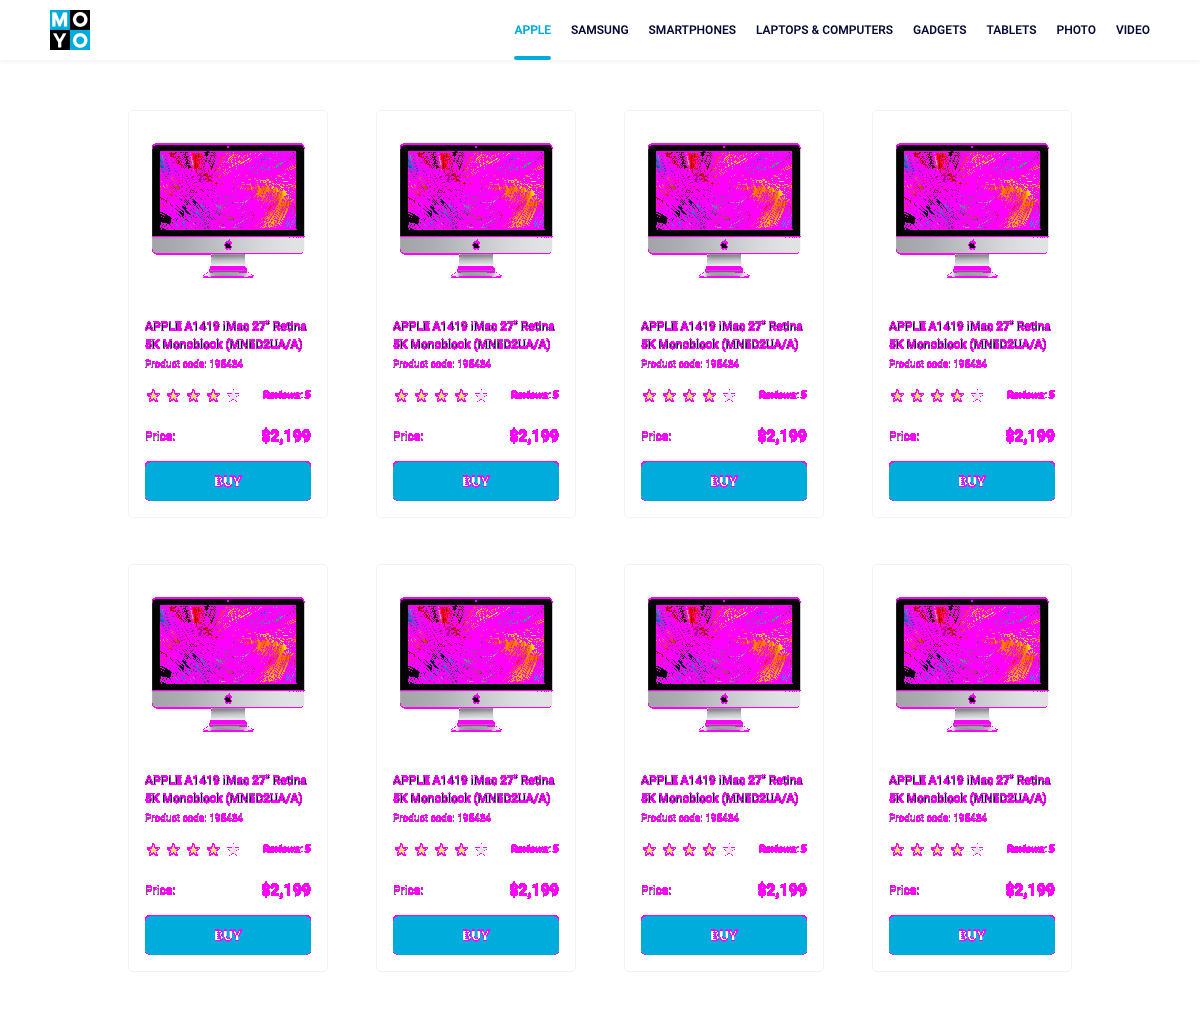 MO
YO
APPLE SAMSUNG SMARTPHONES LAPTOPS & COMPUTERS GADGETS TABLETS PHOTO VIDEO
APPLE A1419 iMac 27" Retina
5K Monoblock (MNED2UA/A)
Product code: 195434
Reviews: 5
Price: $2,199
BUY
APPLE A1419 iMac 27" Retina
5K Monoblock (MNED2UA/A)
Product code: 195434
Reviews: 5
Price: $2,199
BUY
APPLE A1419 iMac 27" Retina
5K Monoblock (MNED2UA/A)
Product code: 195434
Reviews: 5
Price: $2,199
BUY
APPLE A1419 iMac 27" Retina
5K Monoblock (MNED2UA/A)
Product code: 195434
Reviews: 5
Price: $2,199
BUY
APPLE A1419 iMac 27" Retina
5K Monoblock (MNED2UA/A)
Product code: 195434
Reviews: 5
Price: $2,199
BUY
APPLE A1419 iMac 27" Retina
5K Monoblock (MNED2UA/A)
Product code: 195434
Reviews: 5
Price: $2,199
BUY
APPLE A1419 iMac 27" Retina
5K Monoblock (MNED2UA/A)
Product code: 195434
Reviews: 5
Price: $2,199
BUY
APPLE A1419 iMac 27" Retina
5K Monoblock (MNED2UA/A)
Product code: 195434
Reviews: 5
Price: $2,199
BUY